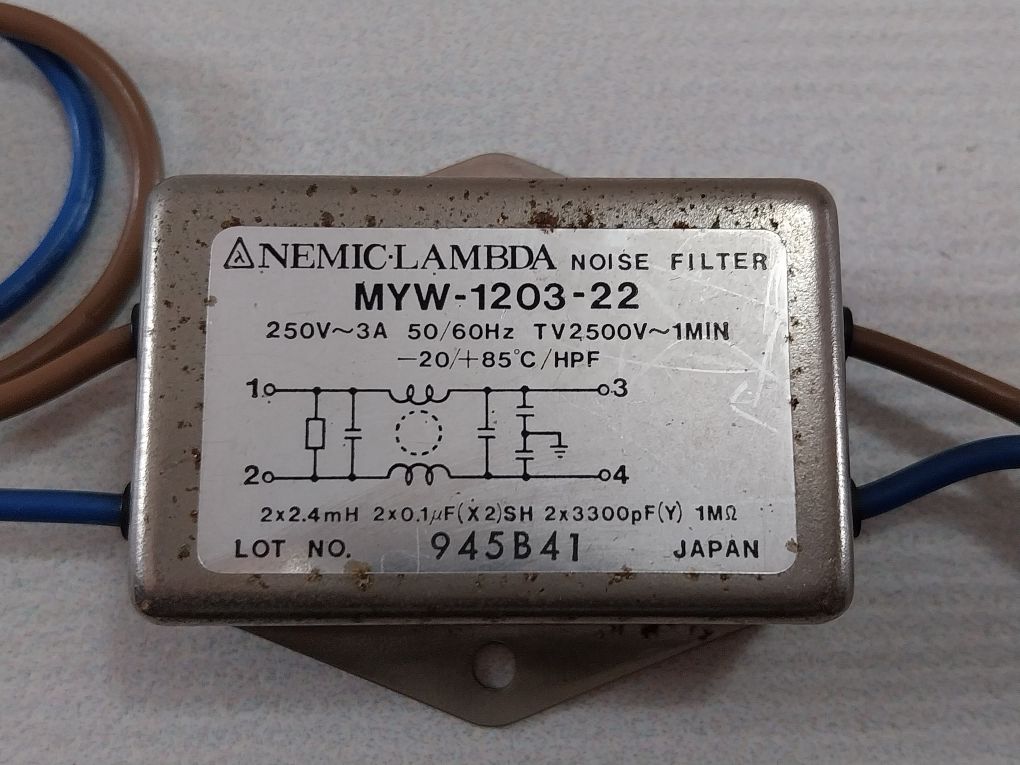 λ NEMIC·LAMBDA NOISE FILTER
MYW-1203-22
250V~3A 50/60Hz TV2500V~1MIN
-20/+85°C/HPF
1 3
2 4
2x2.4mH 2x0.1µF(X2)SH 2x3300pF(Y) 1MΩ
LOT NO. 945B41 JAPAN